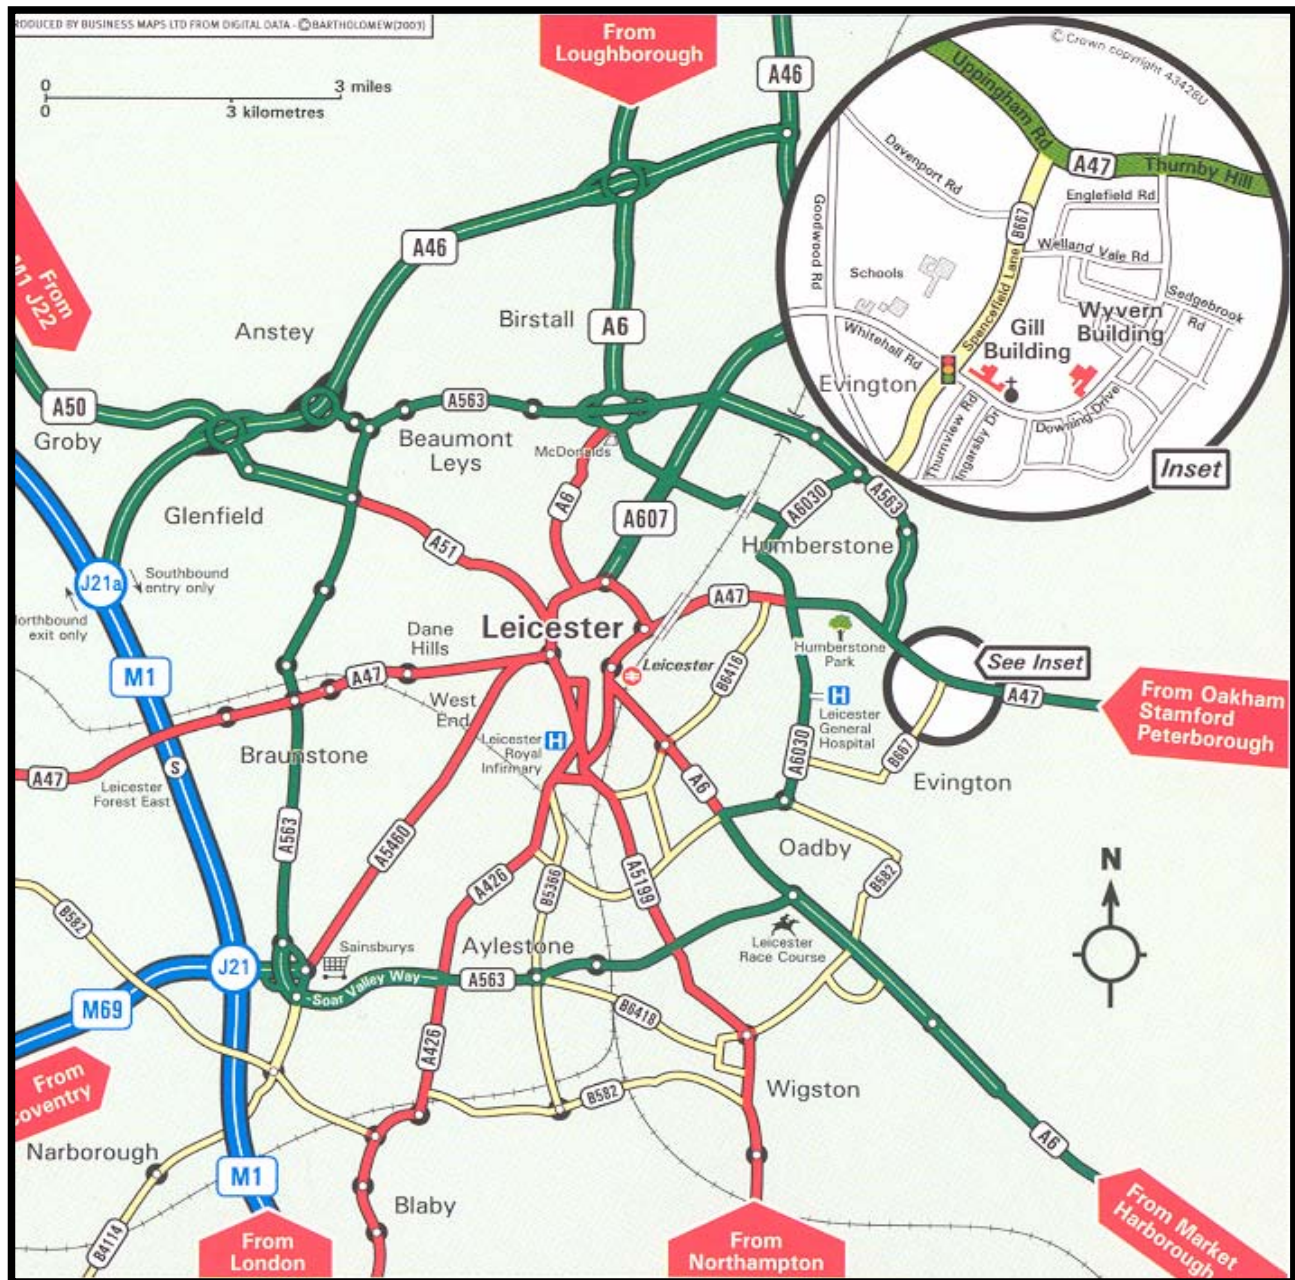 RODUCED BY BUSINESS MAPS LTD FROM DIGITAL DATA - ©BARTHOLOMEW(2003)
0
3 miles
0
3 kilometres
From
Loughborough
A46
© Crown copyright 43428U
Uppingham Rd
A47
Thurnby Hill
Davenport Rd
Englefield Rd
Goodwood Rd
B667
Welland Vale Rd
Schools
Spencefield Lane
Sedgebrook
Rd
Wyvern
Building
Gill
Building
Whitehall Rd
Evington
Thurnview Rd
Ingarsby Dr
Downing Drive
Inset
From
M1 J22
A46
Anstey
Birstall
A6
A50
Groby
A563
Beaumont
Leys
McDonalds
A6
A607
A6030
A563
Humberstone
Glenfield
A51
J21a
Southbound
entry only
orthbound
exit only
M1
Dane
Hills
Leicester
A47
Leicester
B6416
Humberstone
Park
See Inset
A47
From Oakham
Stamford
Peterborough
A47
West
End
H
Leicester
General
Hospital
Leicester
Royal
Infirmary
H
A6030
B667
Evington
Braunstone
A47
S
Leicester
Forest East
A6
A563
A5460
Oadby
B582
N
A426
B5366
A5199
B582
Sainsburys
Aylestone
Leicester
Race Course
J21
Soar Valley Way
A563
M69
B6418
A426
From
oventry
B582
Wigston
A6
Narborough
M1
Blaby
B4114
From
London
From
Northampton
From Market
Harborough